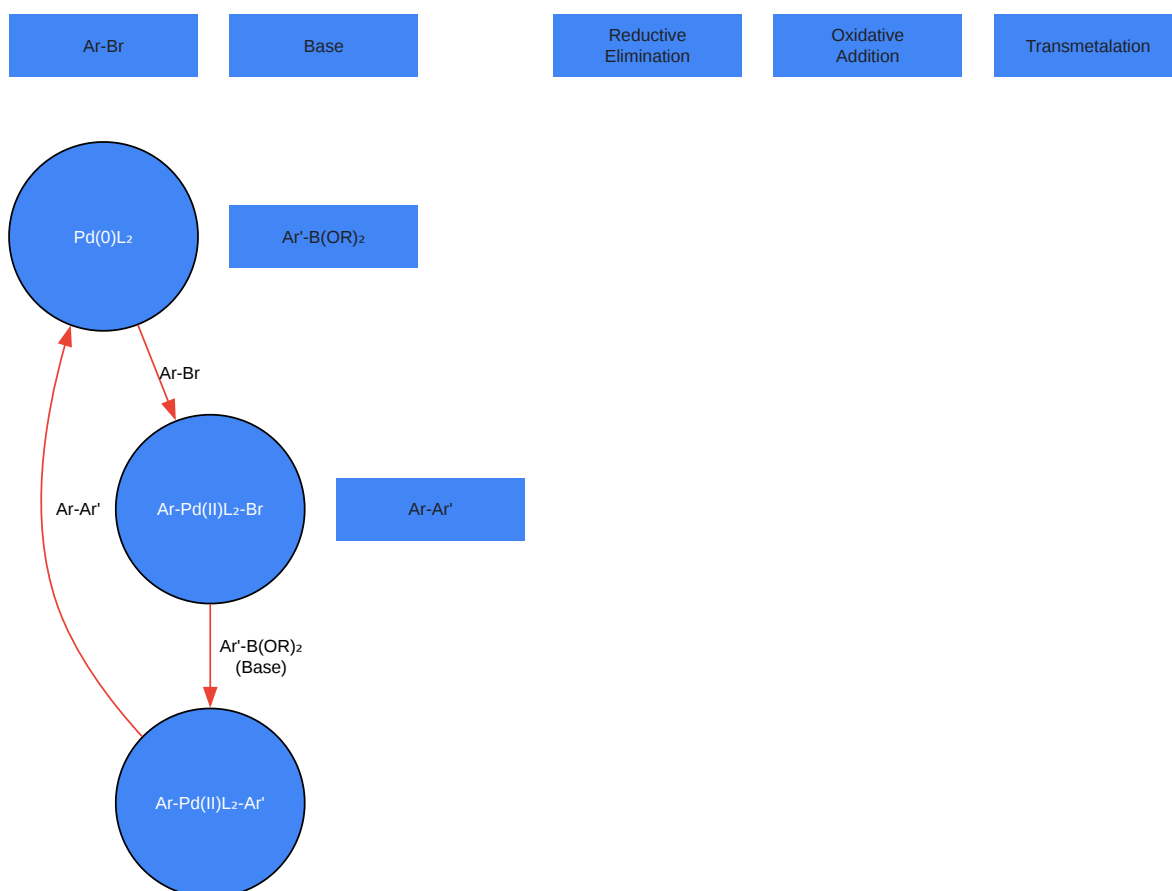 Ar-Br
Base
Reductive
Elimination
Oxidative
Addition
Transmetalation
Pd(0)L₂
Ar'-B(OR)₂
Ar-Br
Ar-Pd(II)L₂-Br
Ar-Ar'
Ar-Ar'
Ar'-B(OR)₂
(Base)
Ar-Pd(II)L₂-Ar'